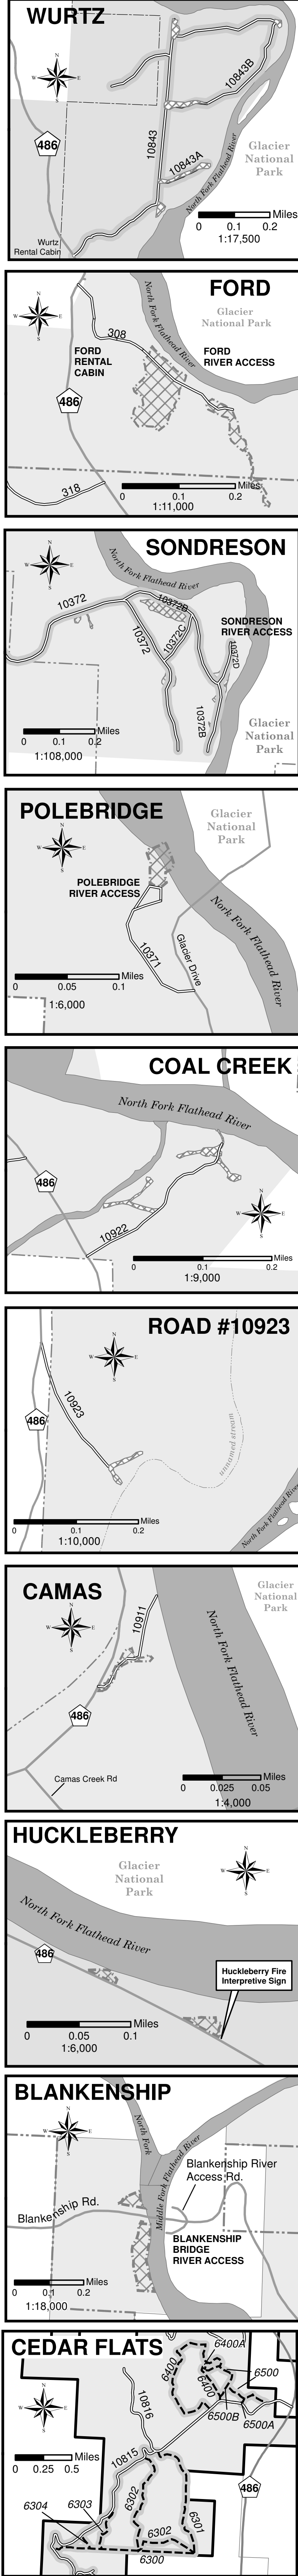 WURTZ
N
W E
S
486
10843B
10843
10843A
North Fork Flathead River
Glacier
National
Park
Miles
0 0.1 0.2
1:17,500
Wurtz
Rental Cabin
FORD
N
W E
S
North Fork Flathead River
Glacier
National Park
308
FORD
RENTAL
CABIN
FORD
RIVER ACCESS
486
Miles
0 0.1 0.2
1:11,000
318
SONDRESON
N
W E
S
North Fork Flathead River
10372
10372B
10372
10372C
SONDRESON
RIVER ACCESS
10372D
10372B
Glacier
National
Park
Miles
0 0.1 0.2
1:108,000
POLEBRIDGE
N
W E
S
Glacier
National
Park
POLEBRIDGE
RIVER ACCESS
10371
Glacier Drive
Nork Fork Flathead River
Miles
0 0.05 0.1
1:6,000
COAL CREEK
North Fork Flathead River
486
10922
N
W E
S
Miles
0 0.1 0.2
1:9,000
ROAD #10923
N
W E
S
10923
486
unnamed stream
Miles
0 0.1 0.2
1:10,000
North Fork Flathead River
CAMAS
Glacier
National
Park
N
W E
S
10911
North Fork Flathead River
486
Camas Creek Rd
Miles
0 0.025 0.05
1:4,000
HUCKLEBERRY
Glacier
National
Park
N
W E
S
North Fork Flathead River
486
Huckleberry Fire
Interpretive Sign
Miles
0 0.05 0.1
1:6,000
BLANKENSHIP
N
W E
S
North Fork
Middle Fork Flathead River
Blankenship River
Access Rd.
Blankenship Rd.
BLANKENSHIP
BRIDGE
RIVER ACCESS
Miles
0 0.1 0.2
1:18,000
CEDAR FLATS
6400A
6400
6400
6500
N
W E
S
10816
6500B
6500A
Miles
0 0.25 0.5
10815
486
6304
6303
6302
6301
6302
6300